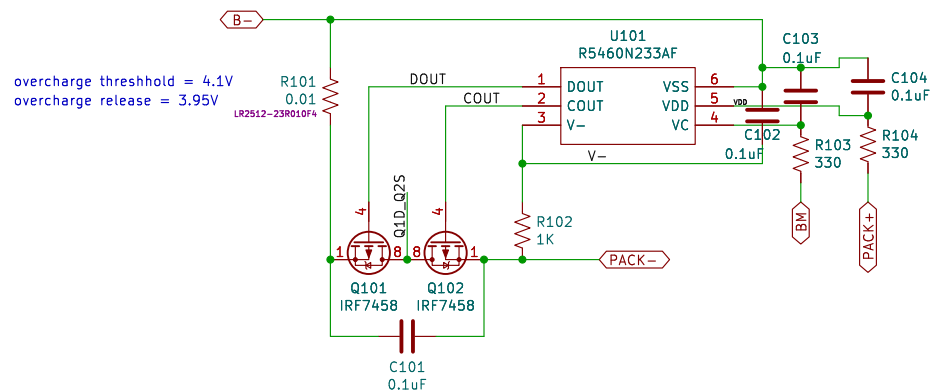 B-
U101
R5460N233AF
C103
0.1uF
overcharge threshhold = 4.1V
overcharge release = 3.95V
R101
0.01
LR2512-23R010F4
DOUT
COUT
1
2
3
DOUT
COUT
V-
VSS
VDD
VC
6
5
4
VDD
C104
0.1uF
C102
0.1uF
R103
330
R104
330
V-
4
Q1D_Q2S
4
R102
1K
BM
PACK+
1
8
8
1
PACK-
Q101
IRF7458
Q102
IRF7458
C101
0.1uF